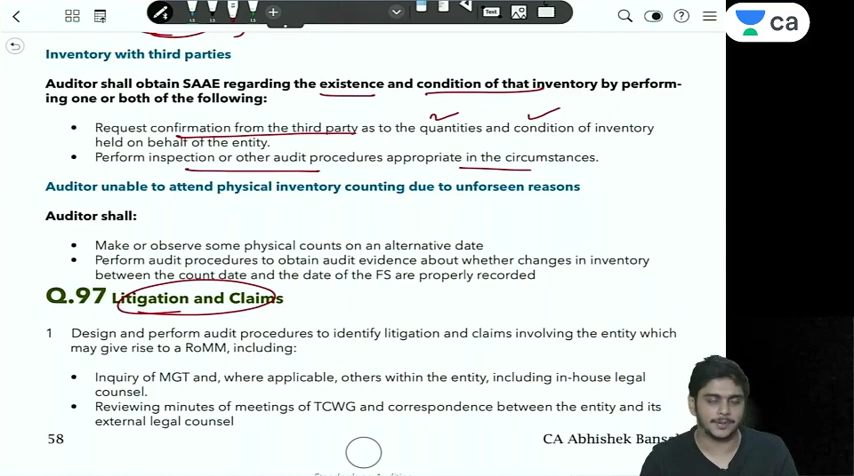 Text
ca
Inventory with third parties
Auditor shall obtain SAAE regarding the existence and condition of that inventory by perform-
ing one or both of the following:
• Request confirmation from the third party as to the quantities and condition of inventory
held on behalf of the entity.
• Perform inspection or other audit procedures appropriate in the circumstances.
Auditor unable to attend physical inventory counting due to unforseen reasons
Auditor shall:
• Make or observe some physical counts on an alternative date
• Perform audit procedures to obtain audit evidence about whether changes in inventory
between the count date and the date of the FS are properly recorded
Q.97 Litigation and Claims
1 Design and perform audit procedures to identify litigation and claims involving the entity which
may give rise to a RoMM, including:
• Inquiry of MGT and, where applicable, others within the entity, including in-house legal
counsel.
• Reviewing minutes of meetings of TCWG and correspondence between the entity and its
external legal counsel
58
CA Abhishek